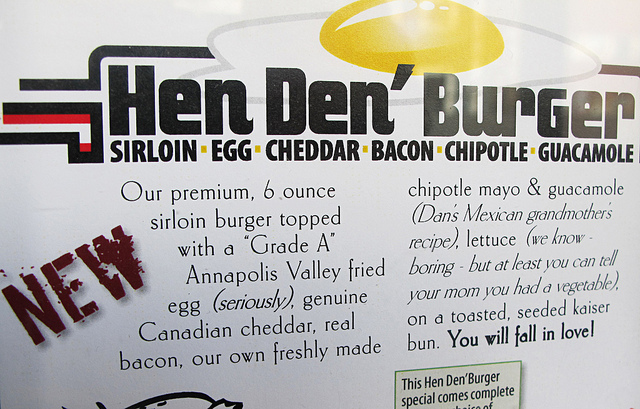 Hen Den' Burger
SIRLOIN · EGG · CHEDDAR · BACON · CHIPOTLE · GUACAMOLE
NEW
Our premium, 6 ounce
sirloin burger topped
with a "Grade A"
Annapolis Valley fried
egg (seriously), genuine
Canadian cheddar, real
bacon, our own freshly made
chipotle mayo & guacamole
(Dan's Mexican grandmother's
recipe), lettuce (we know -
boring - but at least you can tell
your mom you had a vegetable),
on a toasted, seeded kaiser
bun. You will fall in love!
This Hen Den' Burger
special comes complete
choice of